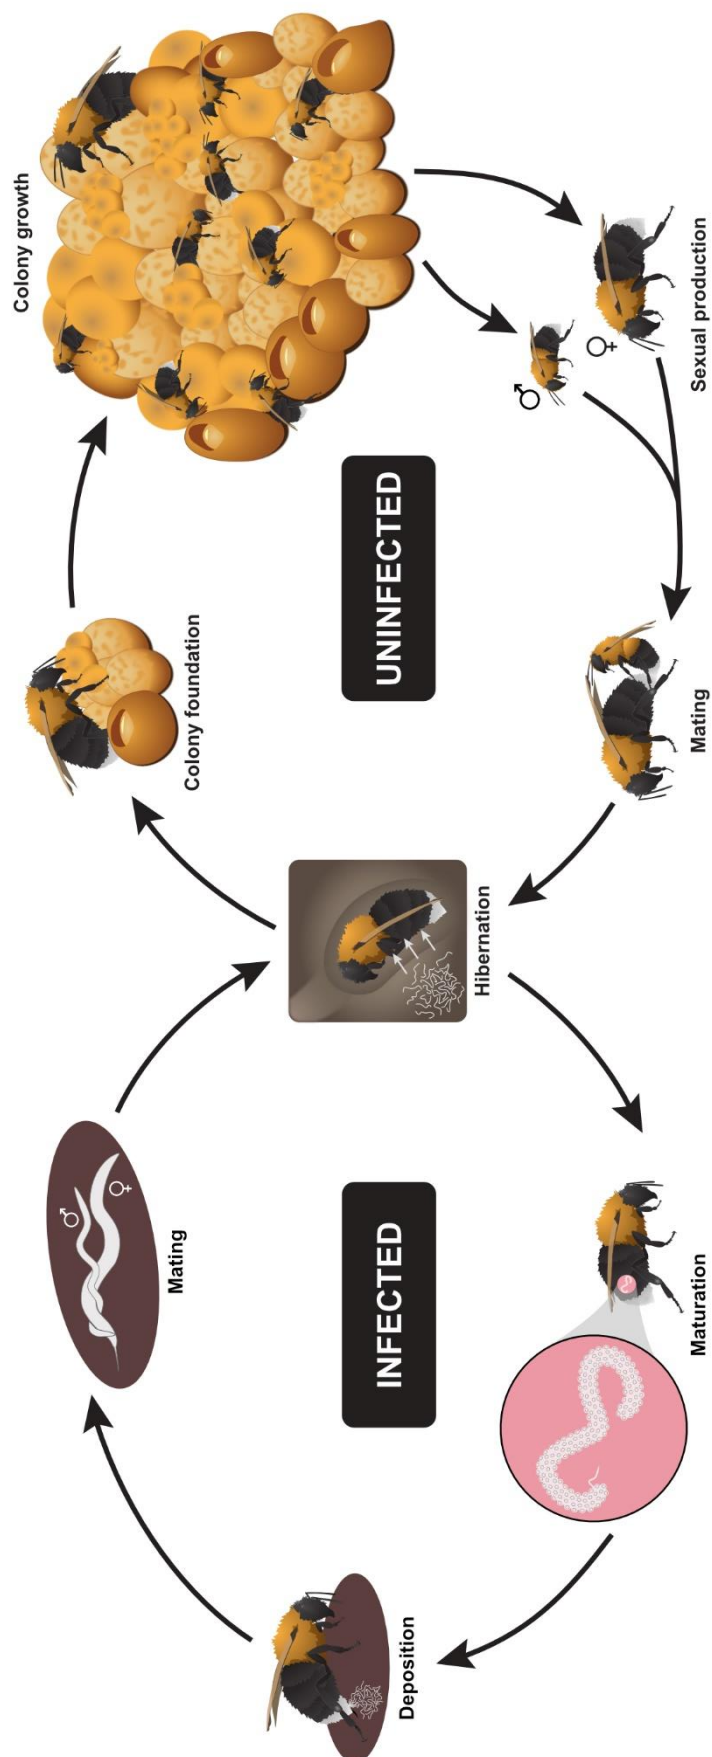 Colony growth
Colony foundation
UNINFECTED
♂
♀
Sexual production
Mating
Hibernation
Mating
♂
♀
INFECTED
Maturation
Deposition